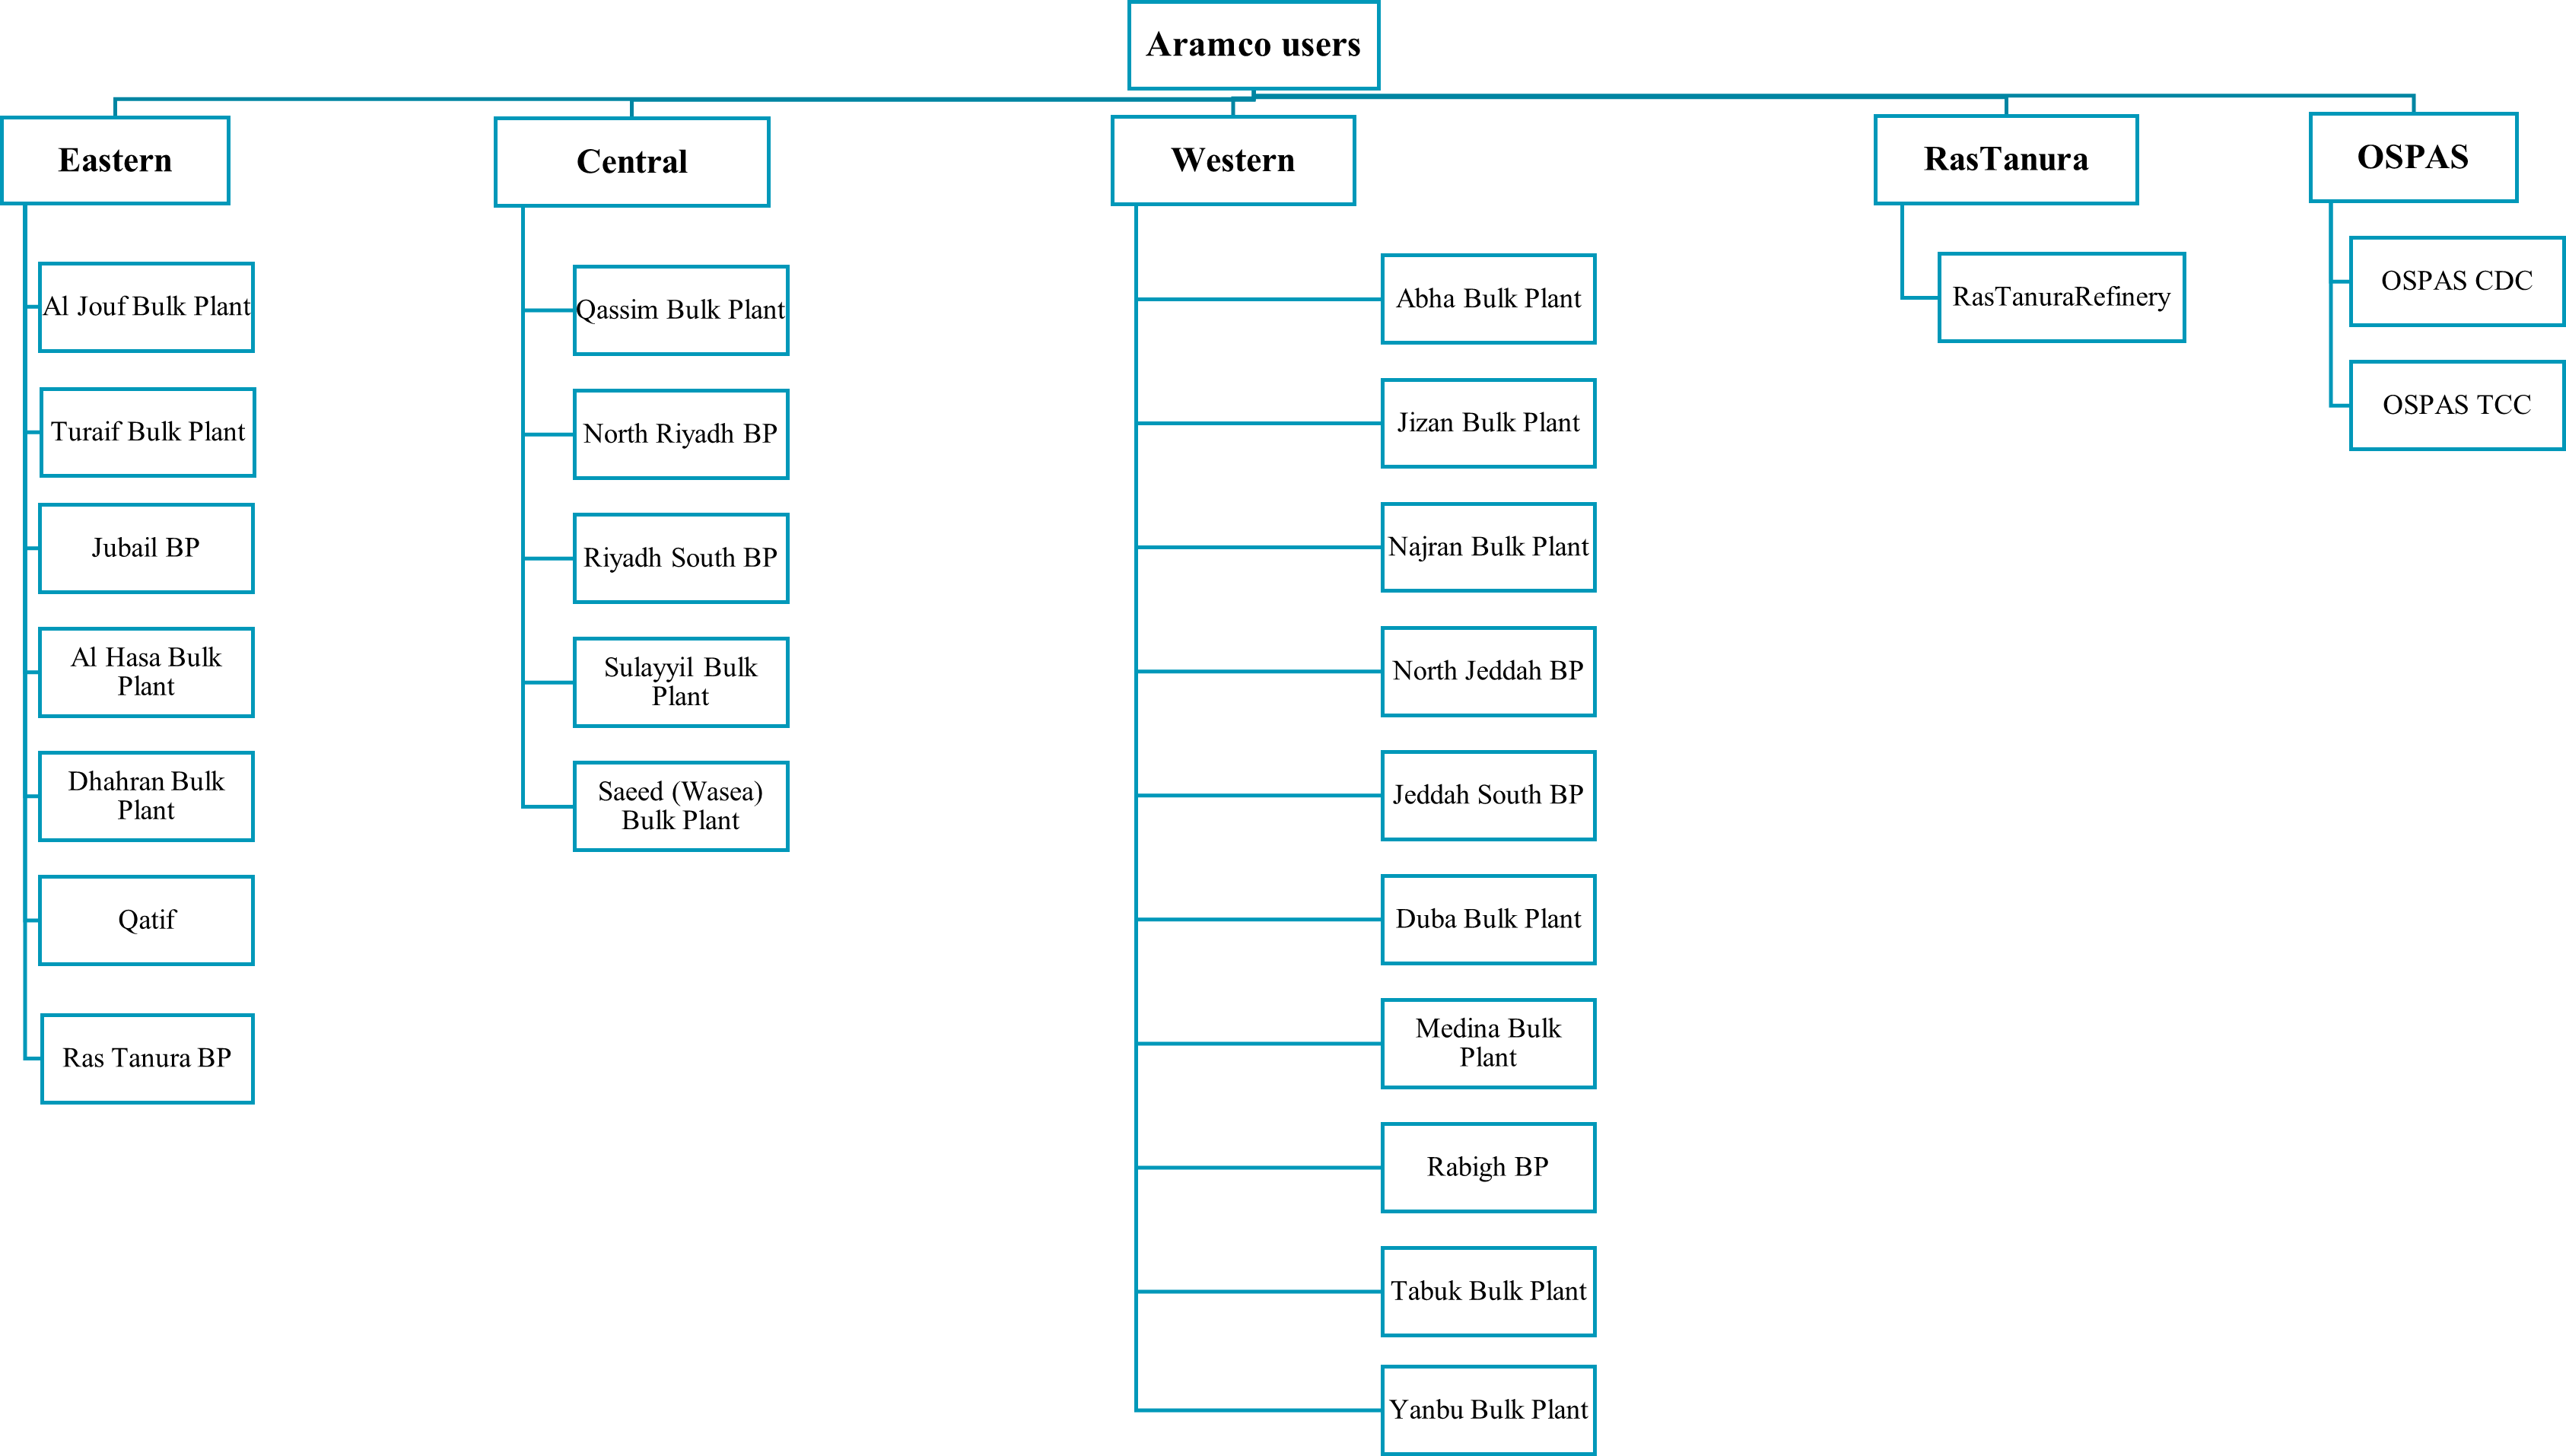 Aramco users
Eastern
Central
Western
RasTanura
OSPAS
Al Jouf Bulk Plant
Turaif Bulk Plant
Jubail BP
Al Hasa Bulk
Plant
Dhahran Bulk
Plant
Qatif
Ras Tanura BP
Qassim Bulk Plant
North Riyadh BP
Riyadh South BP
Sulayyil Bulk
Plant
Saeed (Wasea)
Bulk Plant
Abha Bulk Plant
Jizan Bulk Plant
Najran Bulk Plant
North Jeddah BP
Jeddah South BP
Duba Bulk Plant
Medina Bulk
Plant
Rabigh BP
Tabuk Bulk Plant
Yanbu Bulk Plant
RasTanuraRefinery
OSPAS CDC
OSPAS TCC